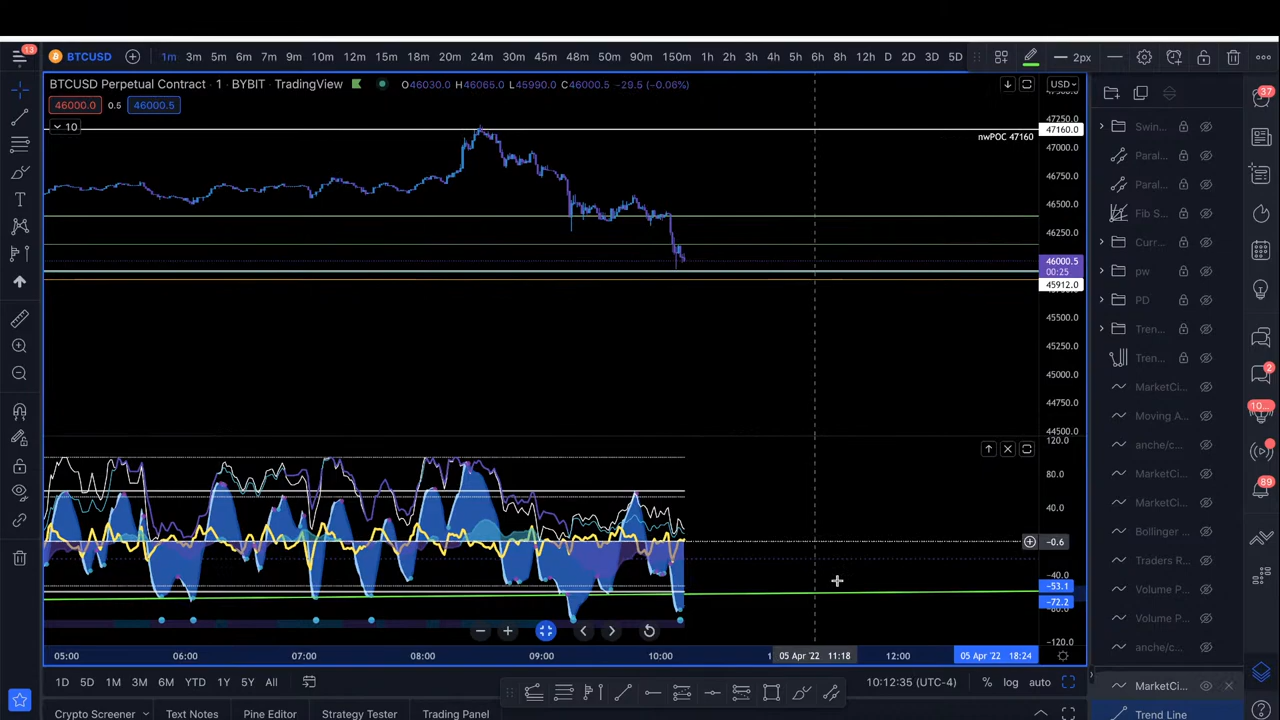 13
BTCUSD
1m 3m 5m 6m 7m 9m 10m 12m 15m 18m 20m 24m 30m 45m 48m 50m 90m 150m 1h 2h 3h 4h 5h 6h 8h 12h D 2D 3D 5D
2px
BTCUSD Perpetual Contract · 1 · BYBIT · TradingView
O46030.0 H46065.0 L45990.0 C46000.5 −29.5 (−0.06%)
USD
46000.0 0.5 46000.5
10
47250.0
47160.0
nwPOC 47160
47000.0
46750.0
46500.0
46250.0
46000.5
00:25
45912.0
45500.0
45250.0
45000.0
44750.0
44500.0
120.0
80.0
40.0
−0.6
−40.0
−53.1
−72.2
−120.0
05:00 06:00 07:00 08:00 09:00 10:00
05 Apr '22 11:18
12:00
05 Apr '22 18:24
1D 5D 1M 3M 6M YTD 1Y 5Y All
10:12:35 (UTC-4)
% log auto
Crypto Screener
Text Notes
Pine Editor
Strategy Tester
Trading Panel
Swin...
Paral...
Paral...
Fib S...
Curr...
pw
PD
Tren...
Tren...
MarketCi...
Moving A...
anche/c...
MarketCi...
MarketCi...
Bollinger ...
Traders R...
Volume P...
Volume P...
anche/c...
MarketCi...
Trend Line
37
2
10...
89